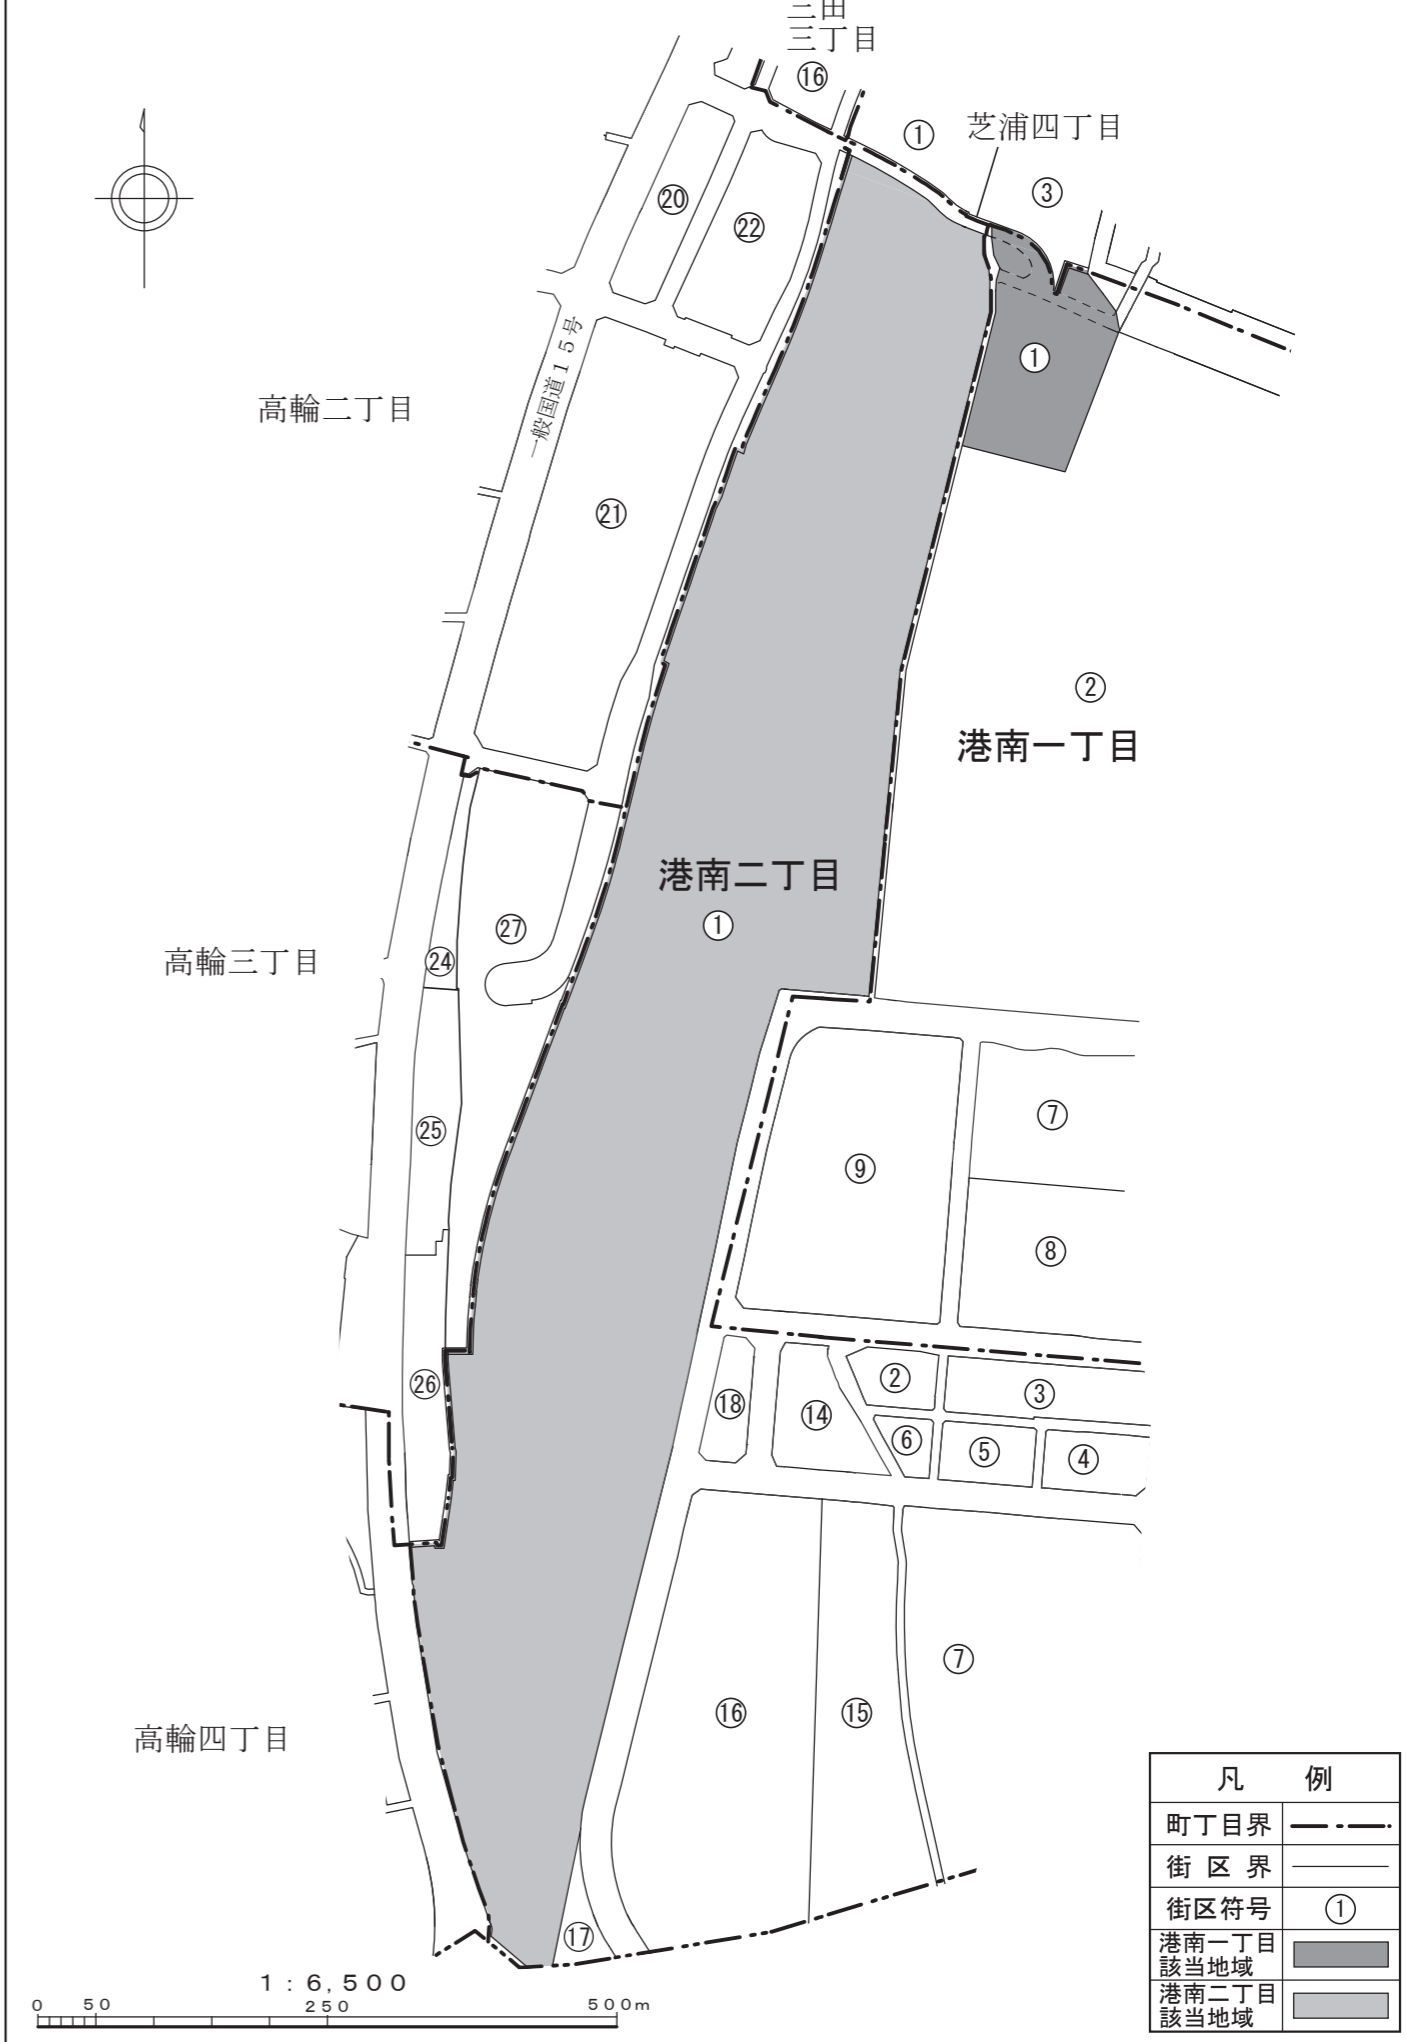 三田
三丁目
⑯
①
芝浦四丁目
③
⑳
㉒
一般国道15号
①
高輪二丁目
㉑
②
港南一丁目
港南二丁目
①
㉗
高輪三丁目
㉔
㉕
⑨
⑦
⑧
㉖
⑱
⑭
②
③
⑥
⑤
④
⑦
⑯
⑮
高輪四丁目
⑰
凡 例
町丁目界
街区界
街区符号 ①
港南一丁目
該当地域
港南二丁目
該当地域
1:6,500
0 50 250 500m